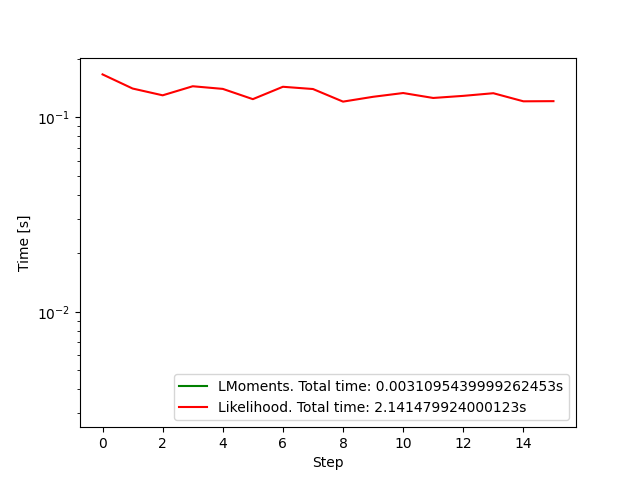 10⁻¹
10⁻²
Time [s]
LMoments. Total time: 0.0031095439999262453s
Likelihood. Total time: 2.141479924000123s
0 2 4 6 8 10 12 14
Step